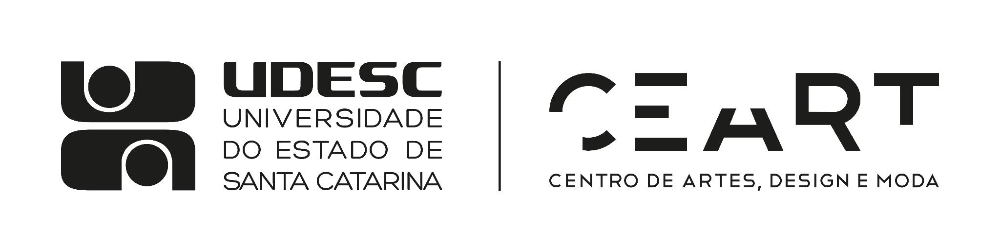 UDESC
UNIVERSIDADE
DO ESTADO DE
SANTA CATARINA
CEART
CENTRO DE ARTES, DESIGN E MODA